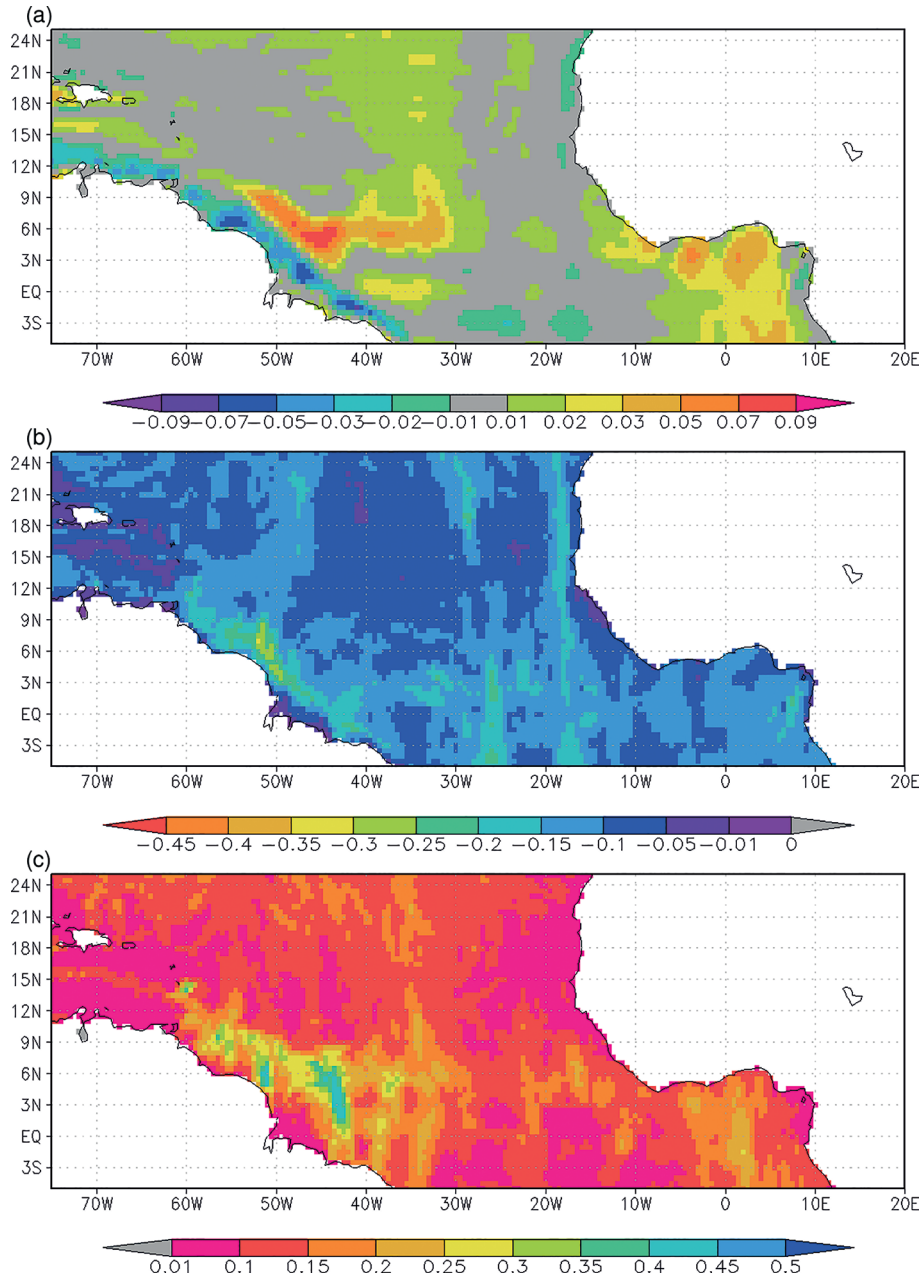 (a)
24N
21N
18N
15N
12N
9N
6N
3N
EQ
3S
70W 60W 50W 40W 30W 20W 10W 0 10E 20E
−0.09 −0.07 −0.05 −0.03 −0.02 −0.01 0.01 0.02 0.03 0.05 0.07 0.09
(b)
24N
21N
18N
15N
12N
9N
6N
3N
EQ
3S
70W 60W 50W 40W 30W 20W 10W 0 10E 20E
−0.45 −0.4 −0.35 −0.3 −0.25 −0.2 −0.15 −0.1 −0.05 −0.01 0
(c)
24N
21N
18N
15N
12N
9N
6N
3N
EQ
3S
70W 60W 50W 40W 30W 20W 10W 0 10E 20E
0.01 0.1 0.15 0.2 0.25 0.3 0.35 0.4 0.45 0.5